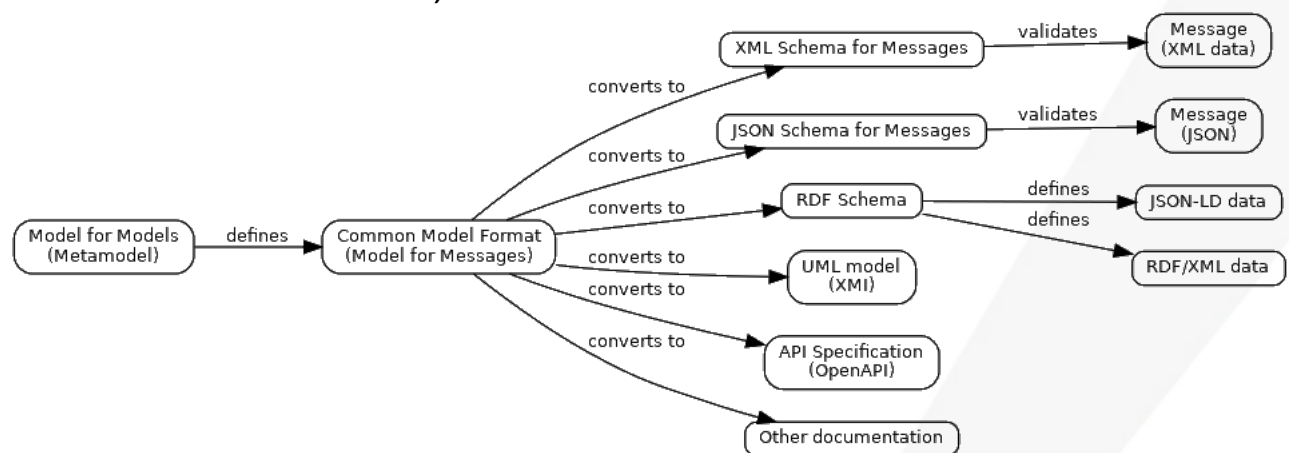 XML Schema for Messages
validates
Message
(XML data)
converts to
JSON Schema for Messages
validates
Message
(JSON)
converts to
RDF Schema
defines
JSON-LD data
converts to
defines
RDF/XML data
Model for Models
(Metamodel)
defines
Common Model Format
(Model for Messages)
converts to
UML model
(XMI)
converts to
API Specification
(OpenAPI)
converts to
Other documentation